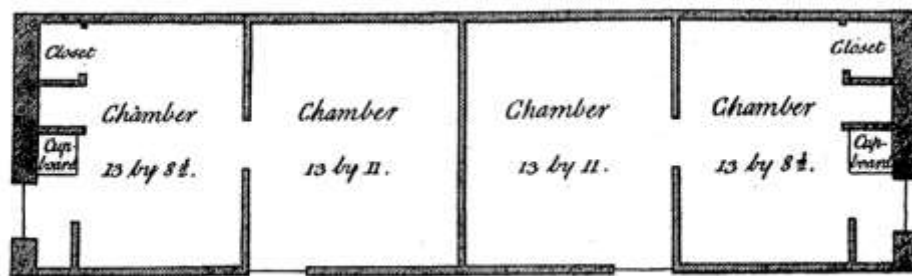 Closet
Closet
Chamber
Chamber
Chamber
Chamber
Cup-
board
Cup-
board
13 by 8½.
13 by 11.
13 by 11.
13 by 8½.